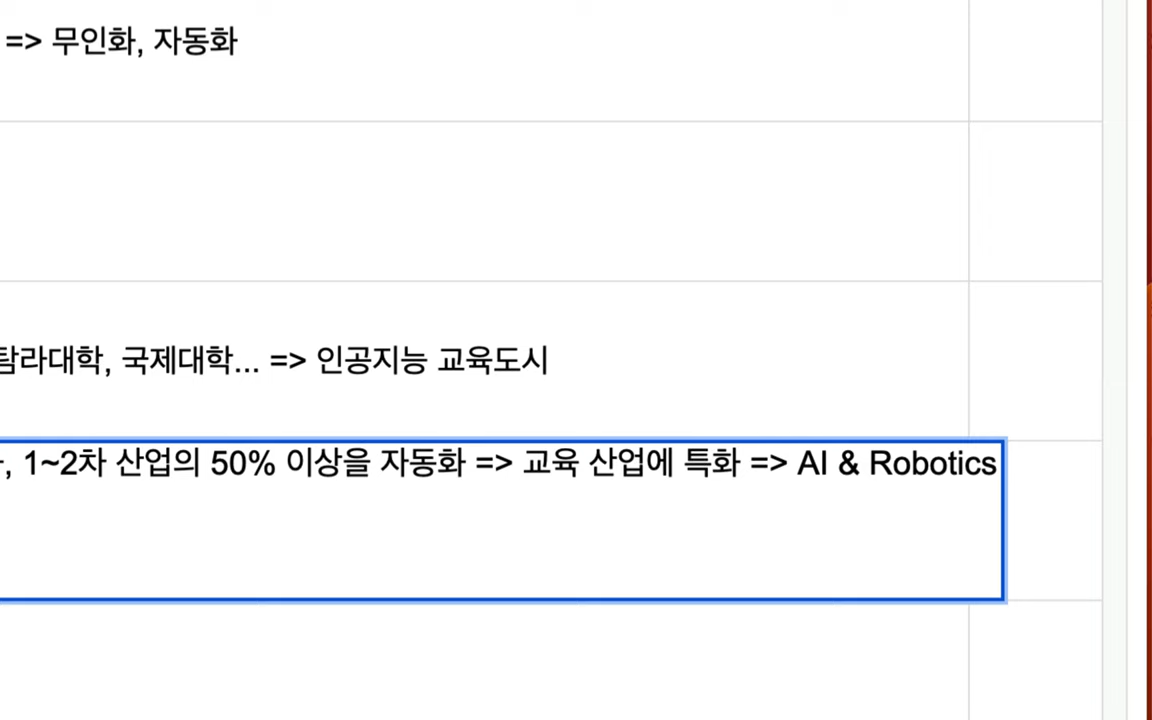 => 무인화, 자동화
탐라대학, 국제대학... => 인공지능 교육도시
, 1~2차 산업의 50% 이상을 자동화 => 교육 산업에 특화 => AI & Robotics